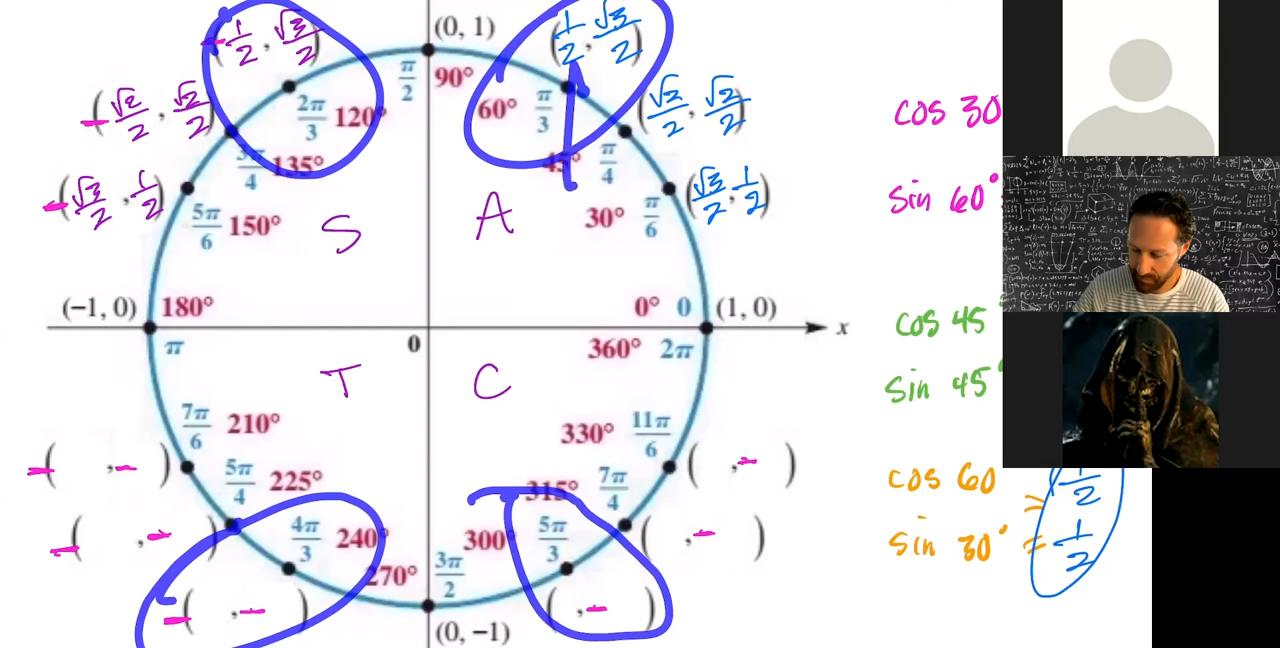 (0, 1)
(-1/2, √3/2)
(1/2, √3/2)
π/2 90°
2π/3 120°
60° π/3
(-√2/2, √2/2)
(√2/2, √2/2)
cos 30
3π/4 135°
45° π/4
(-√3/2, 1/2)
(√3/2, 1/2)
sin 60°
5π/6 150°
S A
30° π/6
(−1, 0) 180°
0° 0 (1, 0)
cos 45°
π
0
360° 2π
x
T C
sin 45°
7π/6 210°
330° 11π/6
-( ,- )
( ,- )
cos 60 1/2
5π/4 225°
315° 7π/4
-( ,- )
( ,- )
sin 30° = 1/2
4π/3 240°
300° 5π/3
270° 3π/2
-( ,- )
( ,- )
(0, −1)